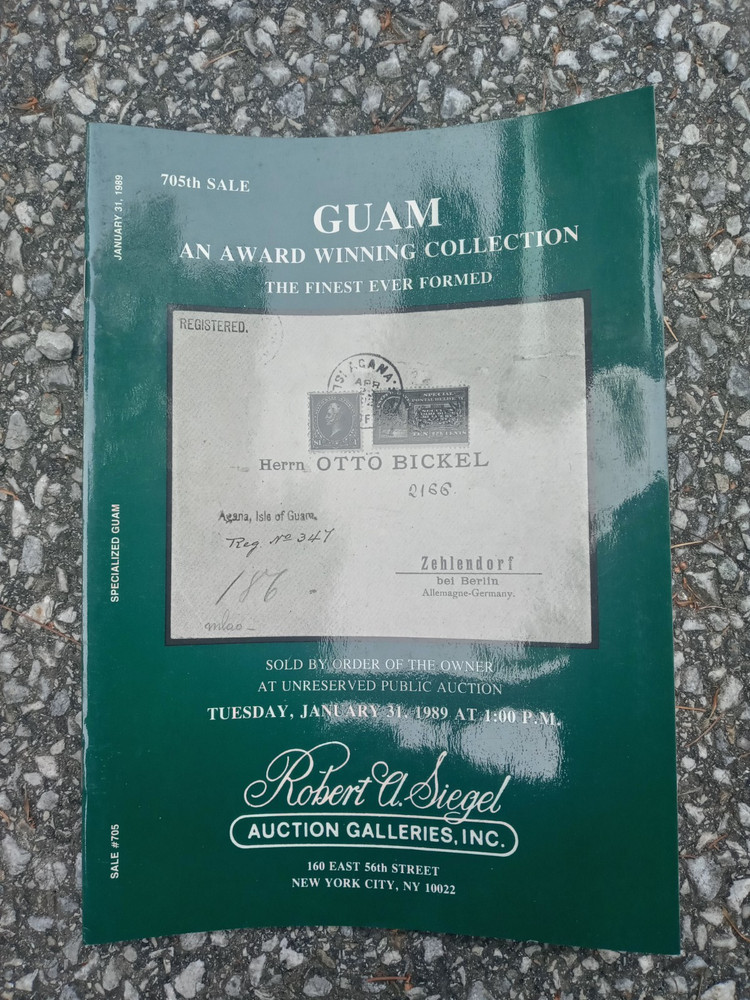 705th SALE
GUAM
AN AWARD WINNING COLLECTION
THE FINEST EVER FORMED
REGISTERED.
AGANA
APR
SPECIAL
Herrn OTTO BICKEL
2166
Agana, Isle of Guam,
Reg. No 347
186
Zehlendorf
bei Berlin
Allemagne-Germany.
SOLD BY ORDER OF THE OWNER
AT UNRESERVED PUBLIC AUCTION
TUESDAY, JANUARY 31, 1989 AT 1:00 P.M.
Robert A. Siegel
AUCTION GALLERIES, INC.
160 EAST 56th STREET
NEW YORK CITY, NY 10022
JANUARY 31, 1989
SPECIALIZED GUAM
SALE #705